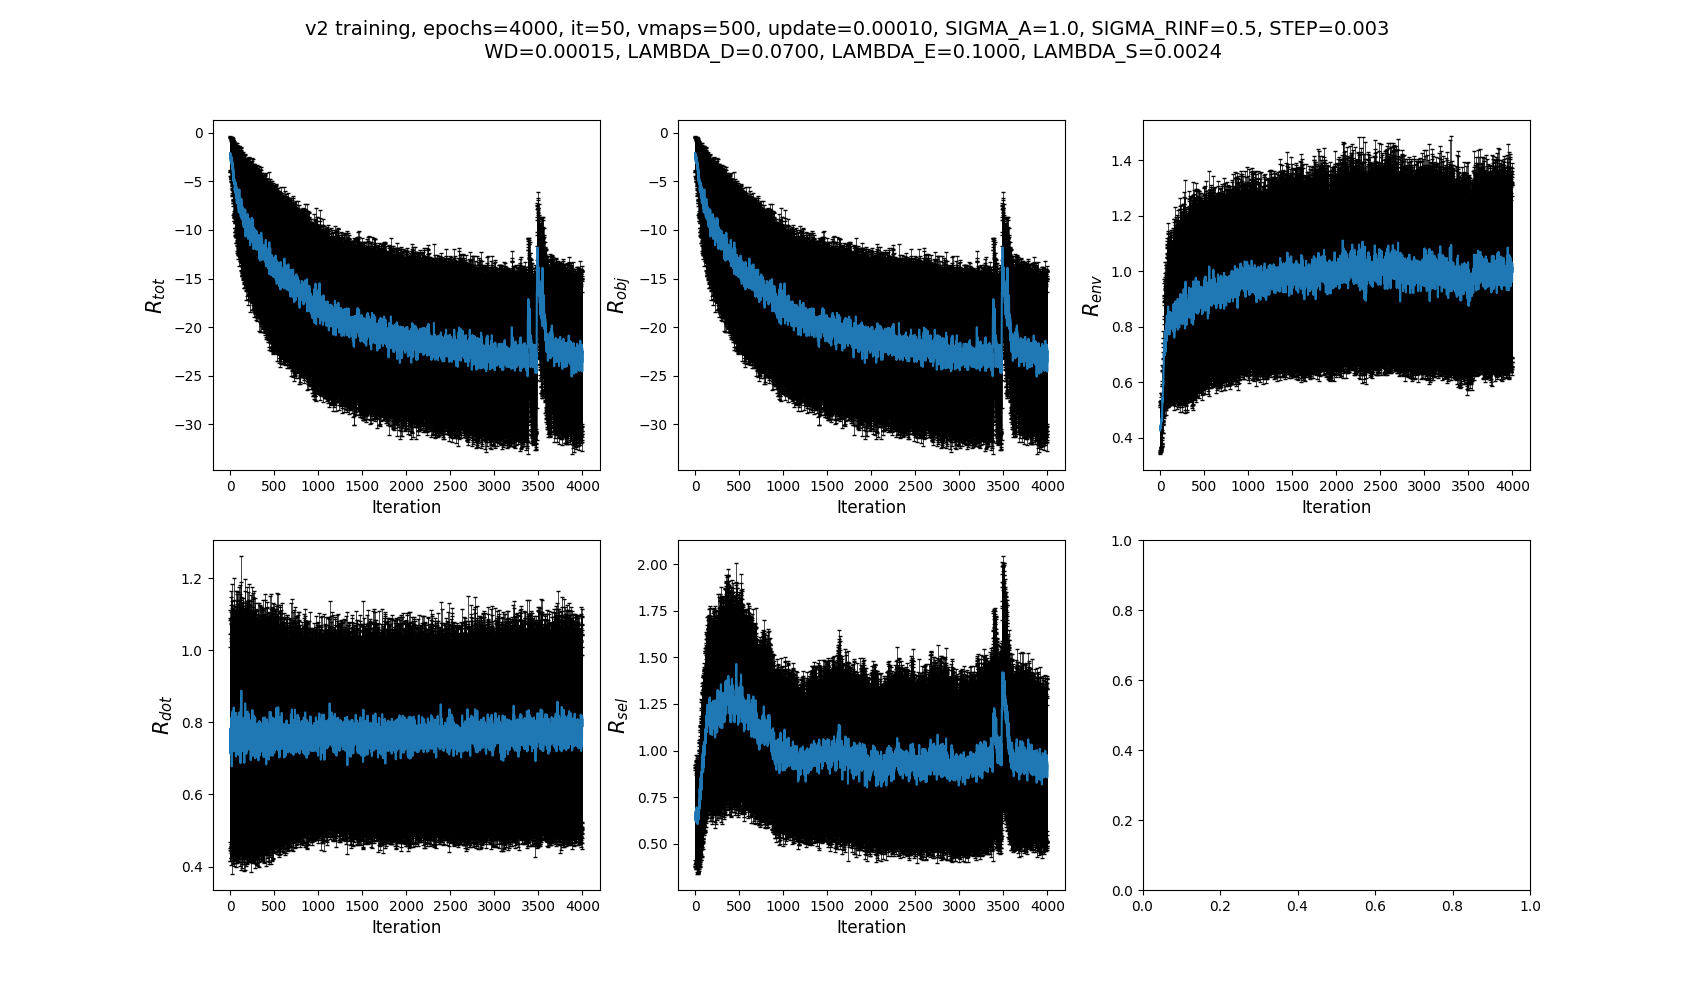 v2 training, epochs=4000, it=50, vmaps=500, update=0.00010, SIGMA_A=1.0, SIGMA_RINF=0.5, STEP=0.003
WD=0.00015, LAMBDA_D=0.0700, LAMBDA_E=0.1000, LAMBDA_S=0.0024
0
−5
−10
−15
−20
−25
−30
R_tot
0 500 1000 1500 2000 2500 3000 3500 4000
Iteration
0
−5
−10
−15
−20
−25
−30
R_obj
0 500 1000 1500 2000 2500 3000 3500 4000
Iteration
1.4
1.2
1.0
0.8
0.6
0.4
R_env
0 500 1000 1500 2000 2500 3000 3500 4000
Iteration
1.2
1.0
0.8
0.6
0.4
R_dot
0 500 1000 1500 2000 2500 3000 3500 4000
Iteration
2.00
1.75
1.50
1.25
1.00
0.75
0.50
R_sel
0 500 1000 1500 2000 2500 3000 3500 4000
Iteration
1.0
0.8
0.6
0.4
0.2
0.0
0.0 0.2 0.4 0.6 0.8 1.0